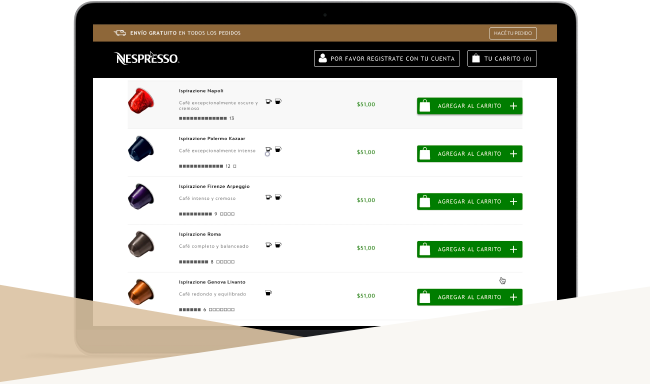 ENVÍO GRATUITO EN TODOS LOS PEDIDOS
HACÉ TU PEDIDO
NESPRESSO.
POR FAVOR REGISTRATE CON TU CUENTA
TU CARRITO (0)
Ispirazione Napoli
Café excepcionalmente oscuro y
cremoso
13
$51,00
AGREGAR AL CARRITO +
Ispirazione Palermo Kazaar
Café excepcionalmente intenso
12
$51,00
AGREGAR AL CARRITO +
Ispirazione Firenze Arpeggio
Café intenso y cremoso
9
$51,00
AGREGAR AL CARRITO +
Ispirazione Roma
Café completo y balanceado
8
$51,00
AGREGAR AL CARRITO +
Ispirazione Genova Livanto
Café redondo y equilibrado
6
$51,00
AGREGAR AL CARRITO +